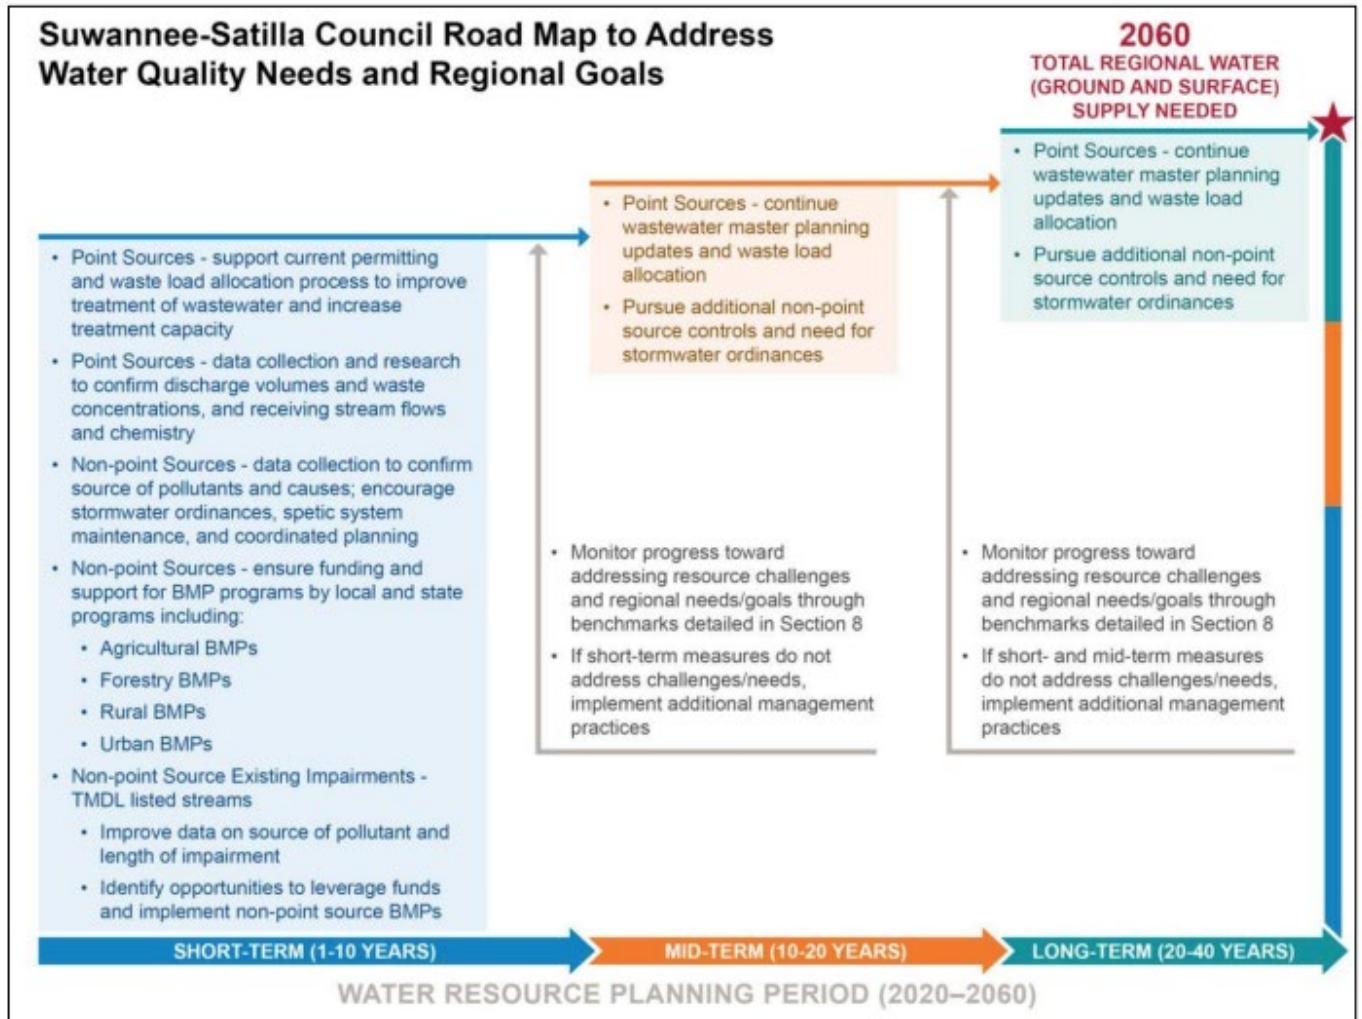 Suwannee-Satilla Council Road Map to Address
Water Quality Needs and Regional Goals
2060
TOTAL REGIONAL WATER
(GROUND AND SURFACE)
SUPPLY NEEDED
• Point Sources - support current permitting
and waste load allocation process to improve
treatment of wastewater and increase
treatment capacity
• Point Sources - data collection and research
to confirm discharge volumes and waste
concentrations, and receiving stream flows
and chemistry
• Non-point Sources - data collection to confirm
source of pollutants and causes; encourage
stormwater ordinances, spetic system
maintenance, and coordinated planning
• Non-point Sources - ensure funding and
support for BMP programs by local and state
programs including:
• Agricultural BMPs
• Forestry BMPs
• Rural BMPs
• Urban BMPs
• Non-point Source Existing Impairments -
TMDL listed streams
• Improve data on source of pollutant and
length of impairment
• Identify opportunities to leverage funds
and implement non-point source BMPs
• Point Sources - continue
wastewater master planning
updates and waste load
allocation
• Pursue additional non-point
source controls and need for
stormwater ordinances
• Monitor progress toward
addressing resource challenges
and regional needs/goals through
benchmarks detailed in Section 8
• If short-term measures do not
address challenges/needs,
implement additional management
practices
• Point Sources - continue
wastewater master planning
updates and waste load
allocation
• Pursue additional non-point
source controls and need for
stormwater ordinances
• Monitor progress toward
addressing resource challenges
and regional needs/goals through
benchmarks detailed in Section 8
• If short- and mid-term measures
do not address challenges/needs,
implement additional management
practices
SHORT-TERM (1-10 YEARS)
MID-TERM (10-20 YEARS)
LONG-TERM (20-40 YEARS)
WATER RESOURCE PLANNING PERIOD (2020–2060)